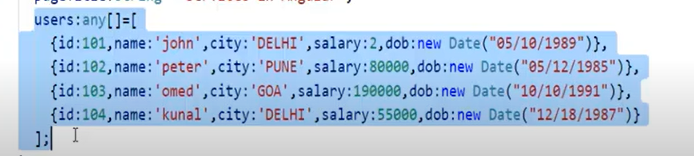 users:any[]=[
{id:101,name:'john',city:'DELHI',salary:2,dob:new Date("05/10/1989")},
{id:102,name:'peter',city:'PUNE',salary:80000,dob:new Date("05/12/1985")},
{id:103,name:'omed',city:'GOA',salary:190000,dob:new Date("10/10/1991")},
{id:104,name:'kunal',city:'DELHI',salary:55000,dob:new Date("12/18/1987")}
];